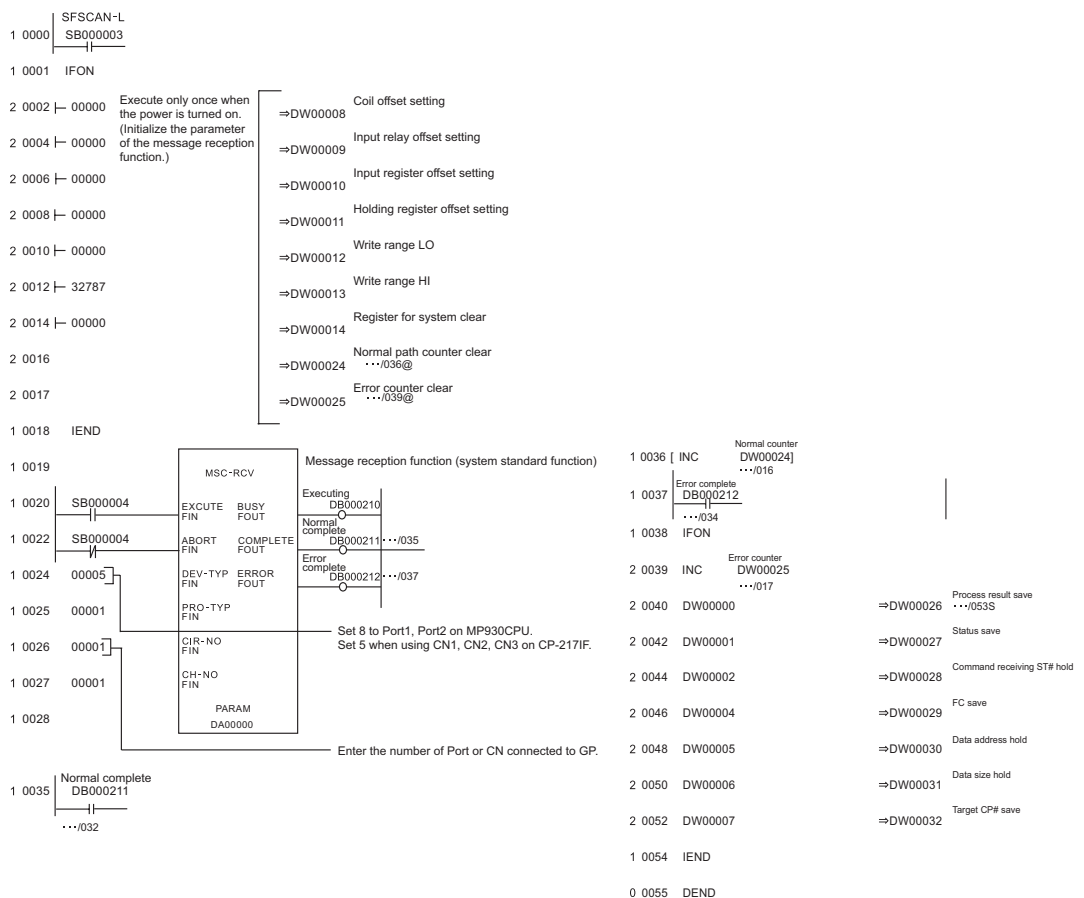 SFSCAN-L
1 0000 SB000003
1 0001 IFON
2 0002 00000 Execute only once when the power is turned on. (Initialize the parameter of the message reception function.) ⇒DW00008 Coil offset setting
2 0004 00000 ⇒DW00009 Input relay offset setting
2 0006 00000 ⇒DW00010 Input register offset setting
2 0008 00000 ⇒DW00011 Holding register offset setting
2 0010 00000 ⇒DW00012 Write range LO
2 0012 32787 ⇒DW00013 Write range HI
2 0014 00000 ⇒DW00014 Register for system clear
2 0016 ⇒DW00024 Normal path counter clear
···/036@
2 0017 ⇒DW00025 Error counter clear
···/039@
1 0018 IEND
1 0019 MSC-RCV Message reception function (system standard function)
1 0020 SB000004 EXCUTE FIN BUSY FOUT Executing DB000210
1 0022 SB000004 ABORT FIN COMPLETE FOUT Normal complete DB000211 ···/035
1 0024 00005 DEV-TYP FIN ERROR FOUT Error complete DB000212 ···/037
1 0025 00001 PRO-TYP FIN
Set 8 to Port1, Port2 on MP930CPU.
Set 5 when using CN1, CN2, CN3 on CP-217IF.
1 0026 00001 CIR-NO FIN
1 0027 00001 CH-NO FIN
1 0028 PARAM
DA00000
Enter the number of Port or CN connected to GP.
Normal complete
1 0035 DB000211
···/032
Normal counter
1 0036 [ INC DW00024]
···/016
Error complete
1 0037 DB000212
···/034
1 0038 IFON
Error counter
2 0039 INC DW00025
···/017
2 0040 DW00000 ⇒DW00026 Process result save
···/053S
2 0042 DW00001 ⇒DW00027 Status save
2 0044 DW00002 ⇒DW00028 Command receiving ST# hold
2 0046 DW00004 ⇒DW00029 FC save
2 0048 DW00005 ⇒DW00030 Data address hold
2 0050 DW00006 ⇒DW00031 Data size hold
2 0052 DW00007 ⇒DW00032 Target CP# save
1 0054 IEND
0 0055 DEND